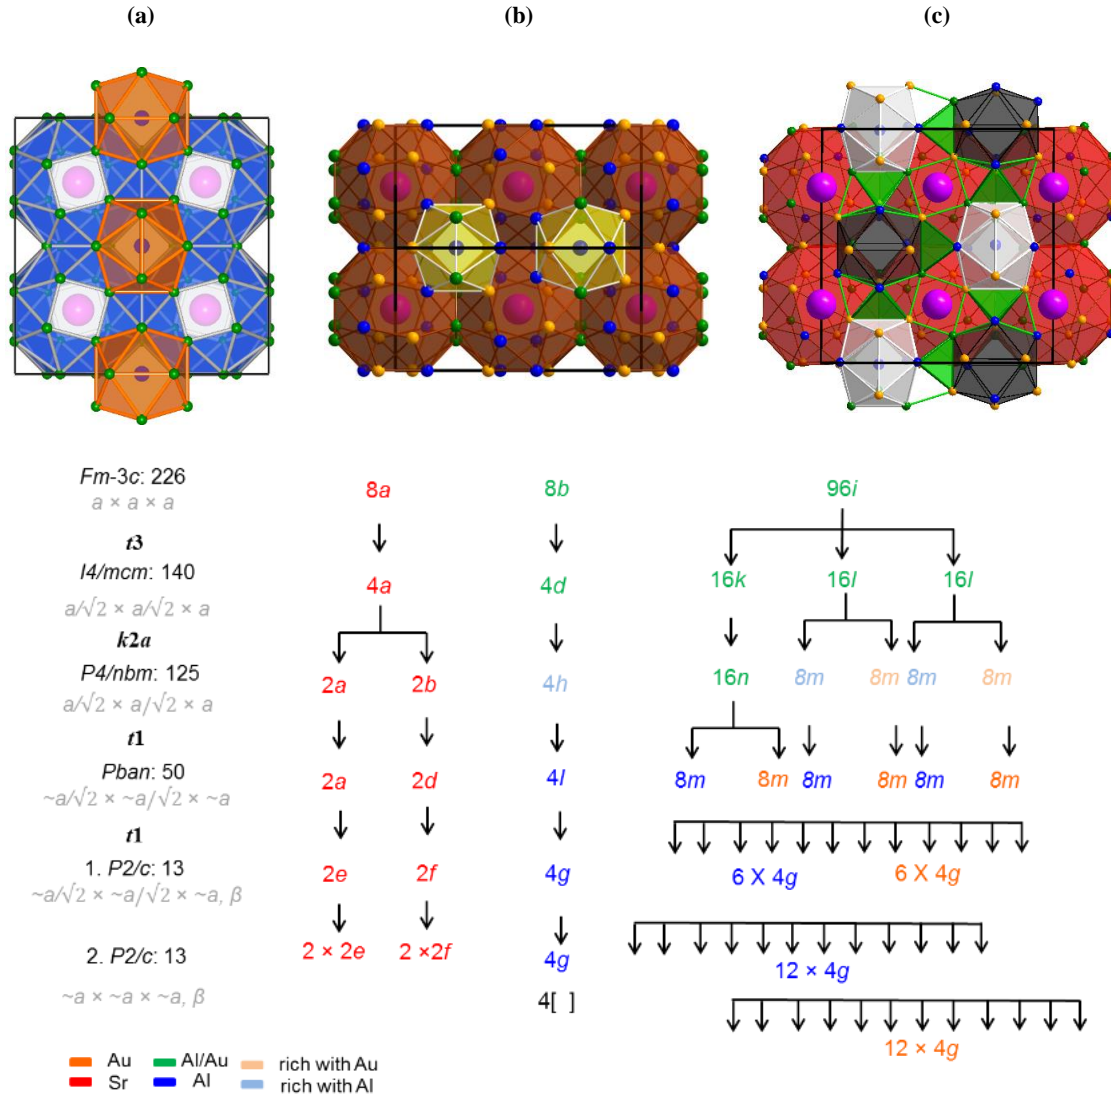 (a) (b) (c)
Fm-3c: 226 8a 8b 96i
a × a × a
t3
I4/mcm: 140 4a 4d 16k 16l 16l
a/√2 × a/√2 × a
k2a
P4/nbm: 125 2a 2b 4h 16n 8m 8m 8m 8m
a/√2 × a/√2 × a
t1
Pban: 50 2a 2d 4l 8m 8m 8m 8m 8m 8m
~a/√2 × ~a/√2 × ~a
t1
1. P2/c: 13 2e 2f 4g 6 X 4g 6 X 4g
~a/√2 × ~a/√2 × ~a, β
2. P2/c: 13 2 × 2e 2 ×2f 4g 12 × 4g
~a × ~a × ~a, β 4[ ]
12 × 4g
Au Al/Au rich with Au
Sr Al rich with Al